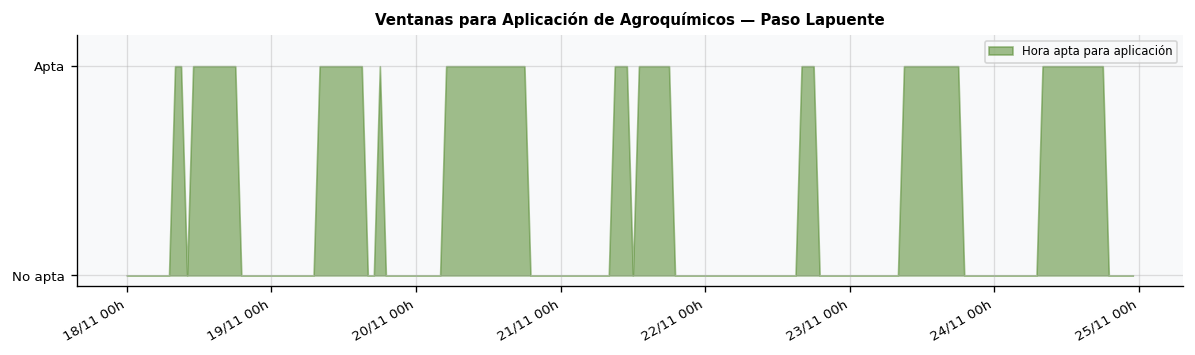 Ventanas para Aplicación de Agroquímicos — Paso Lapuente
Hora apta para aplicación
Apta
No apta
18/11 00h
19/11 00h
20/11 00h
21/11 00h
22/11 00h
23/11 00h
24/11 00h
25/11 00h